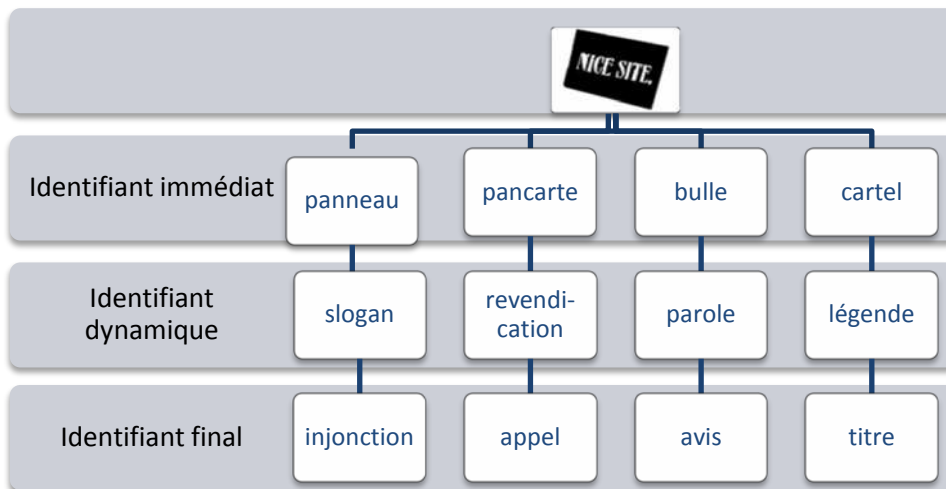 NICE SITE.
Identifiant immédiat
panneau
pancarte
bulle
cartel
Identifiant
dynamique
slogan
revendi-
cation
parole
légende
Identifiant final
injonction
appel
avis
titre